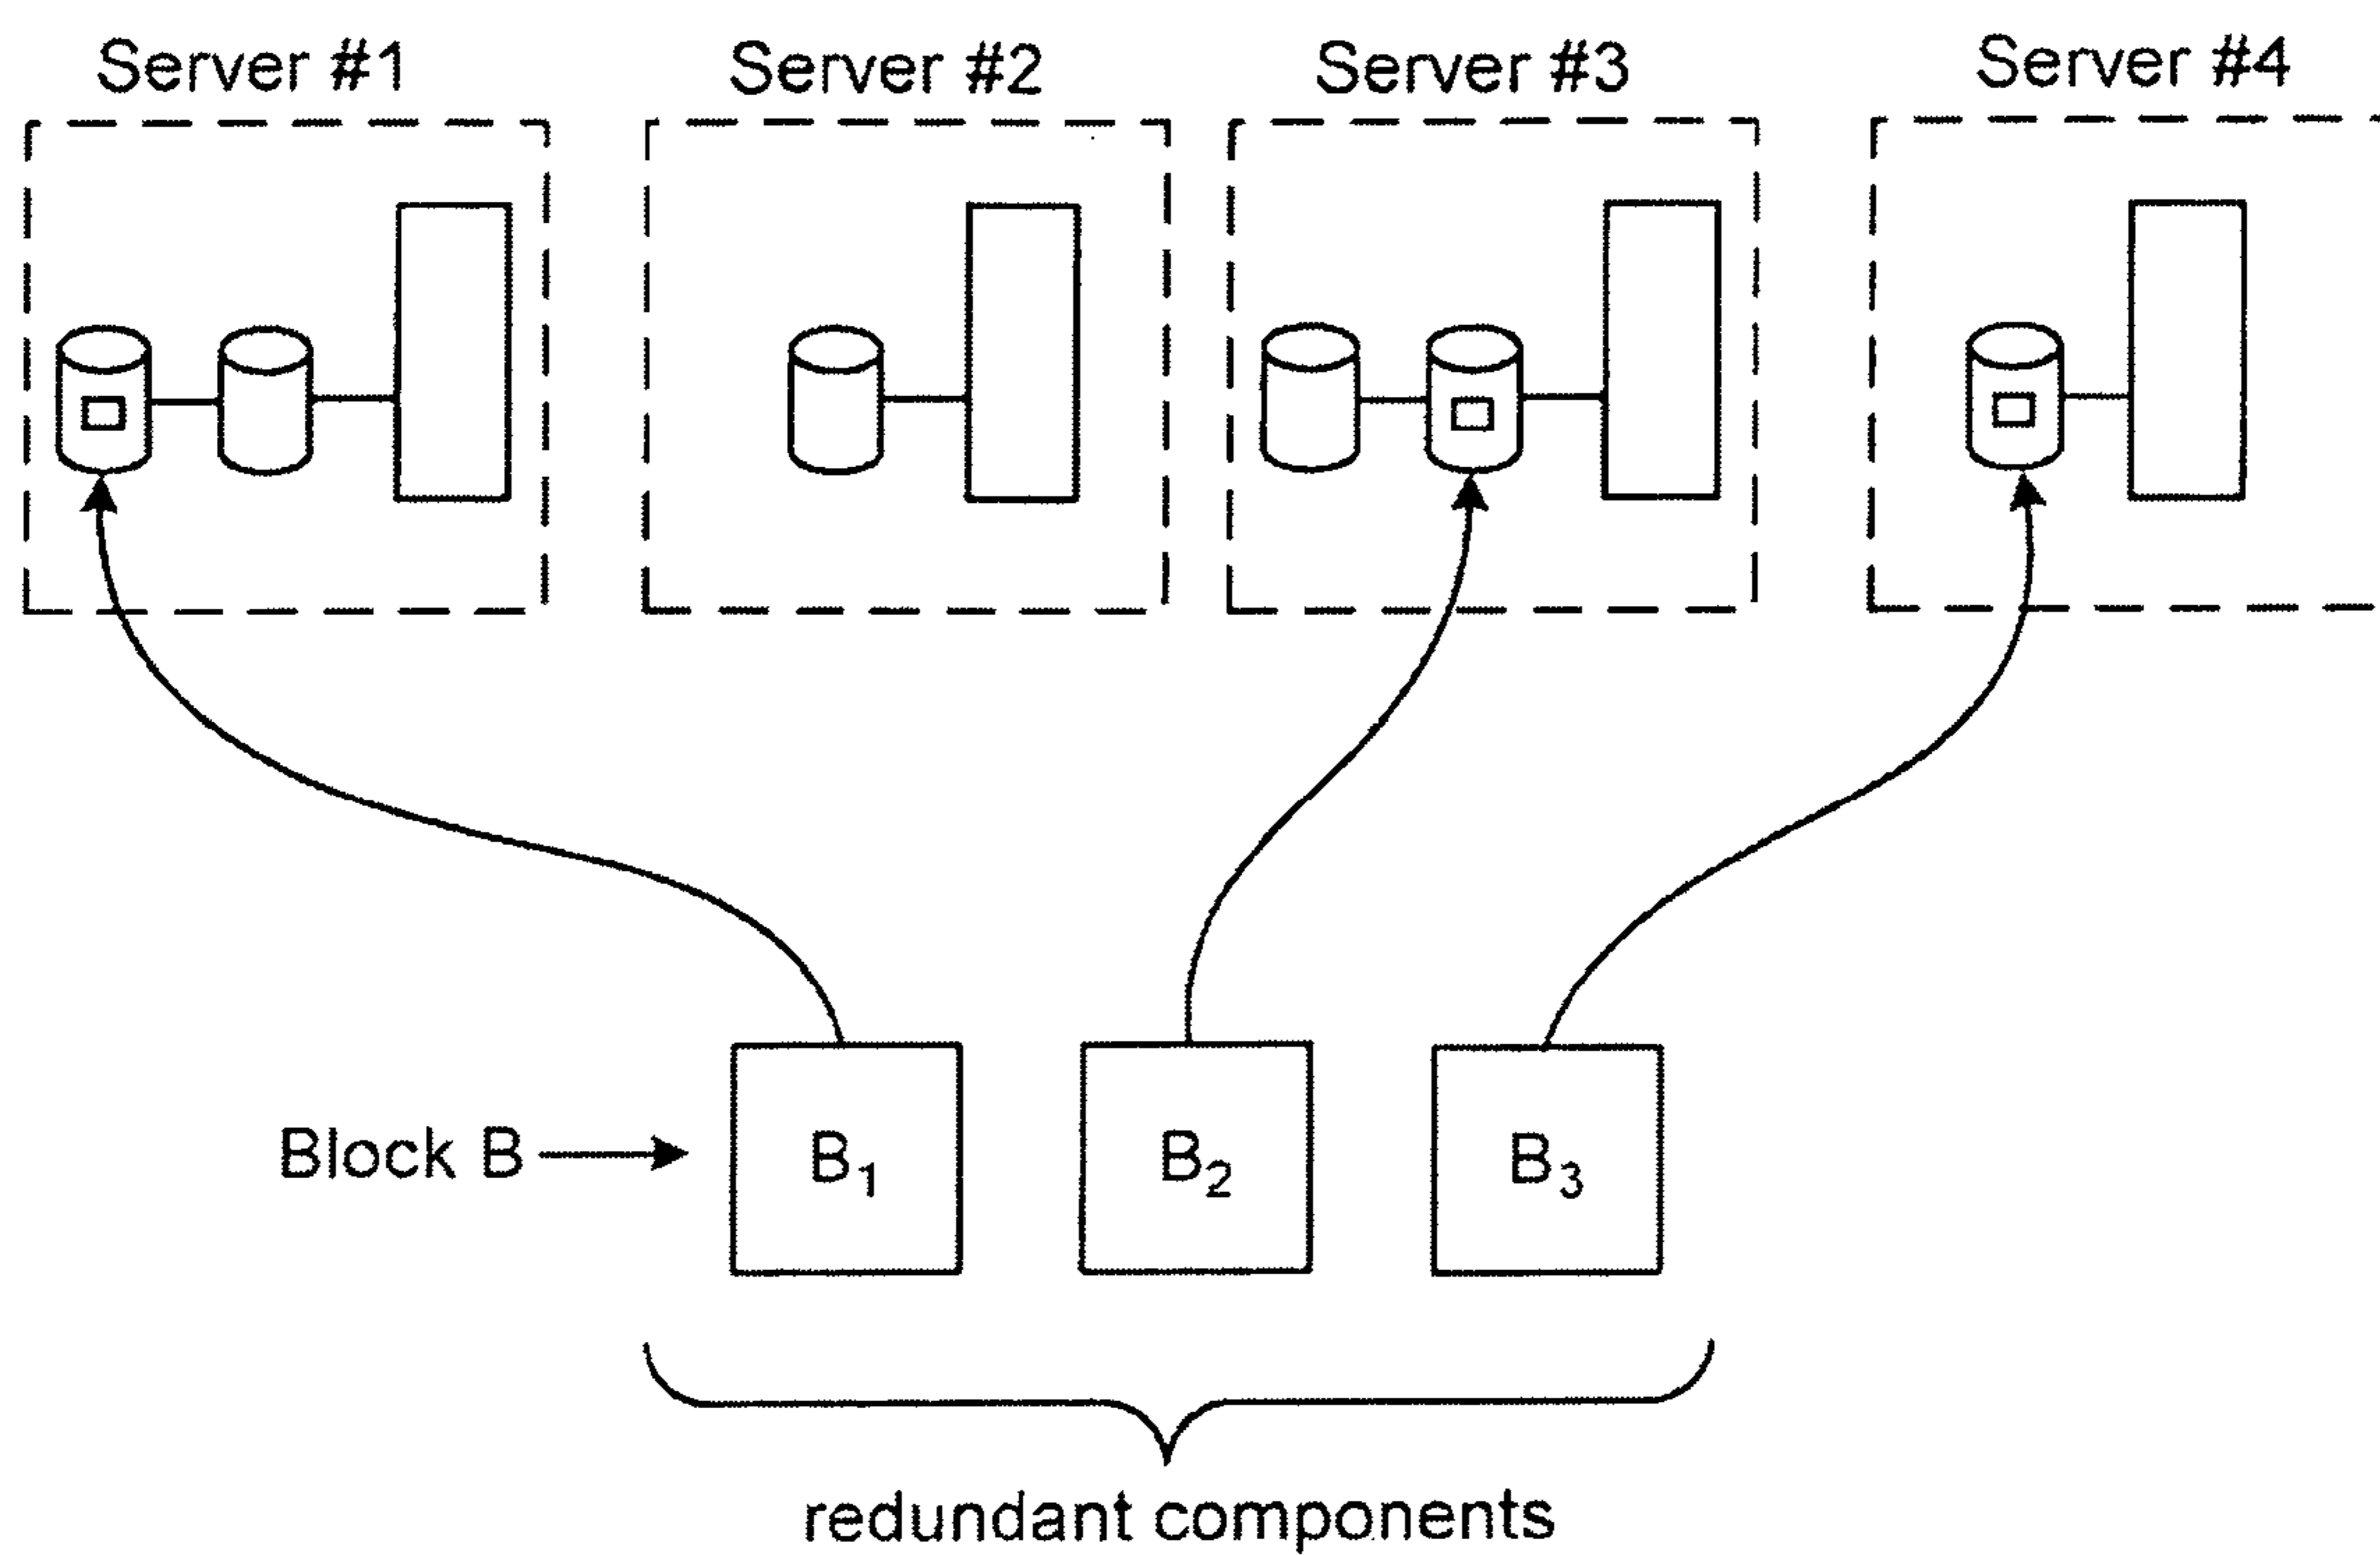 Server #1 Server #2 Server #3 Server #4
Block B B₁ B₂ B₃
redundant components